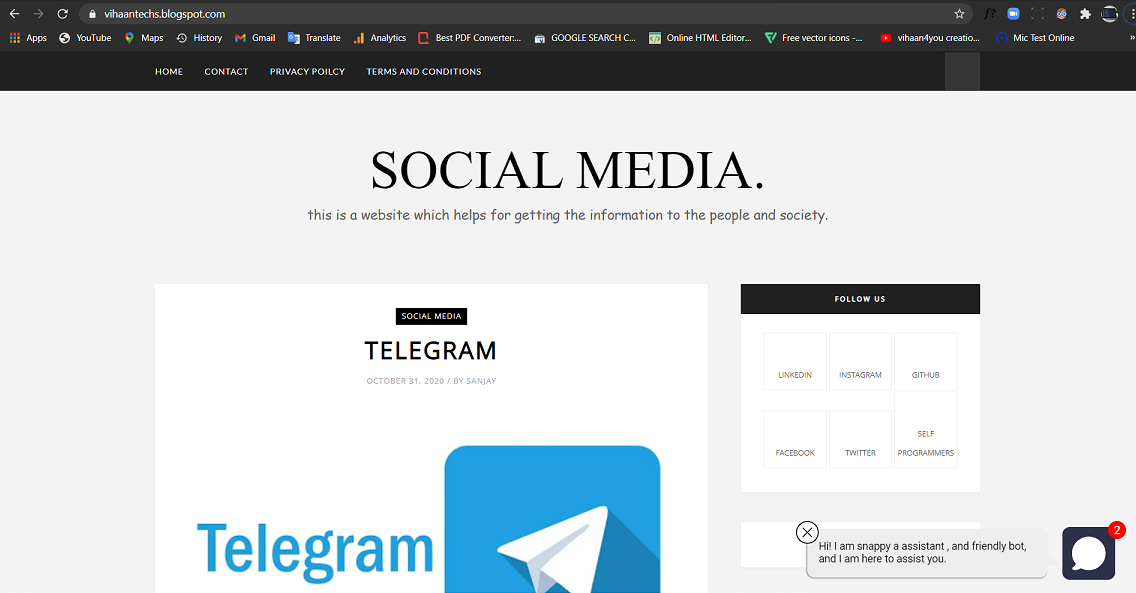 vihaantechs.blogspot.com
f?
Apps YouTube Maps History Gmail Translate Analytics Best PDF Converter:... GOOGLE SEARCH C... Online HTML Editor... Free vector icons -... vihaan4you creatio... Mic Test Online »
HOME CONTACT PRIVACY POILCY TERMS AND CONDITIONS
SOCIAL MEDIA.
this is a website which helps for getting the information to the people and society.
SOCIAL MEDIA
TELEGRAM
OCTOBER 31, 2020 / BY SANJAY
Telegram
FOLLOW US
LINKEDIN INSTAGRAM GITHUB
FACEBOOK TWITTER SELF
PROGRAMMERS
Hi! I am snappy a assistant , and friendly bot,
and I am here to assist you.
2